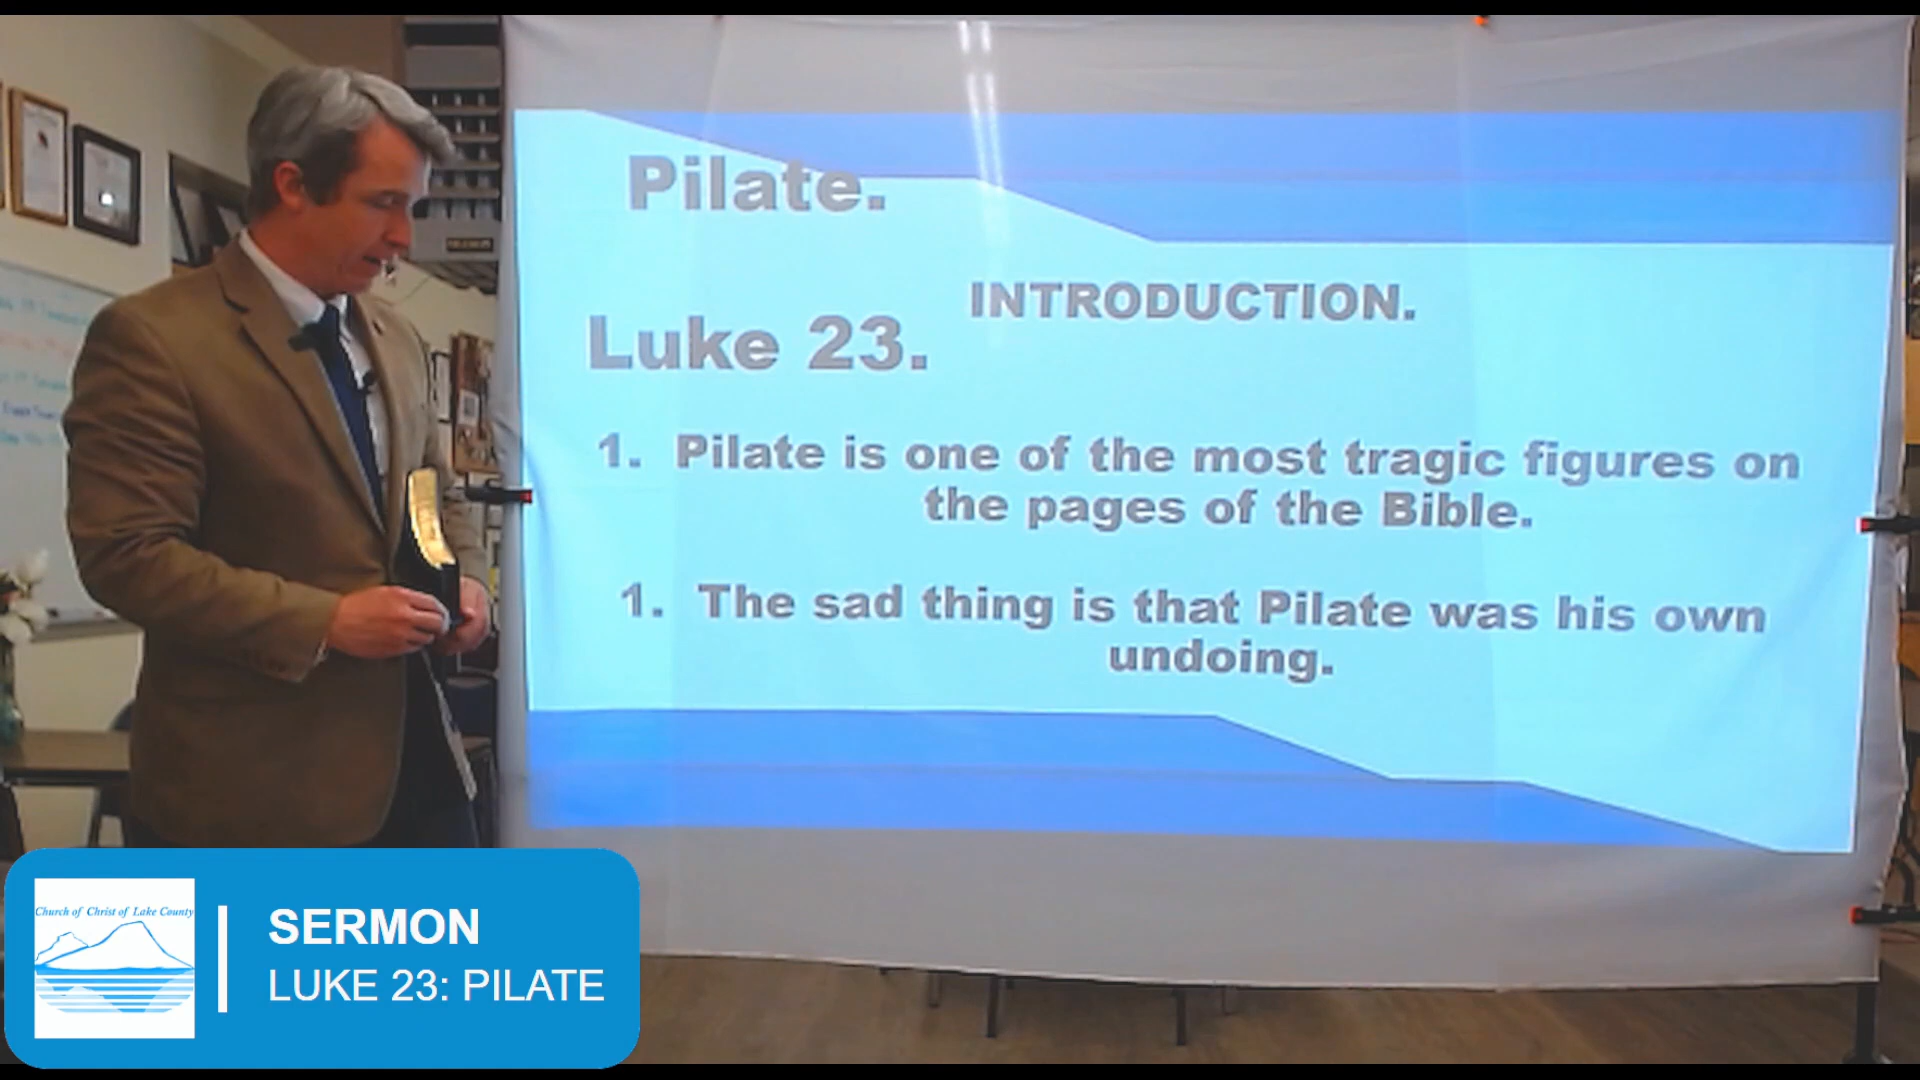 Pilate.
INTRODUCTION.
Luke 23.
1. Pilate is one of the most tragic figures on
the pages of the Bible.
1. The sad thing is that Pilate was his own
undoing.
Church of Christ of Lake County
SERMON
LUKE 23: PILATE